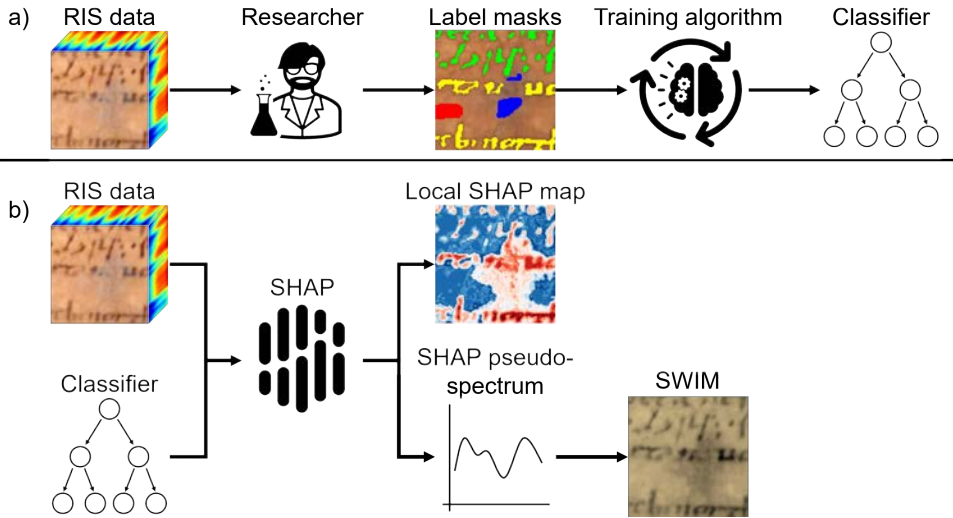 a)
RIS data
Researcher
Label masks
Training algorithm
Classifier
b)
RIS data
Local SHAP map
SHAP
SHAP pseudo-
spectrum
Classifier
SWIM